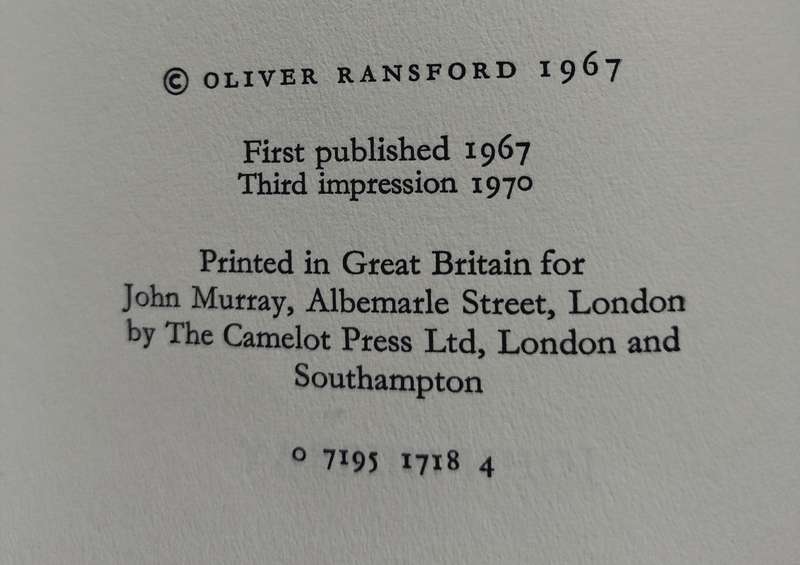 © OLIVER RANSFORD 1967
First published 1967
Third impression 1970
Printed in Great Britain for
John Murray, Albemarle Street, London
by The Camelot Press Ltd, London and
Southampton
0 7195 1718 4